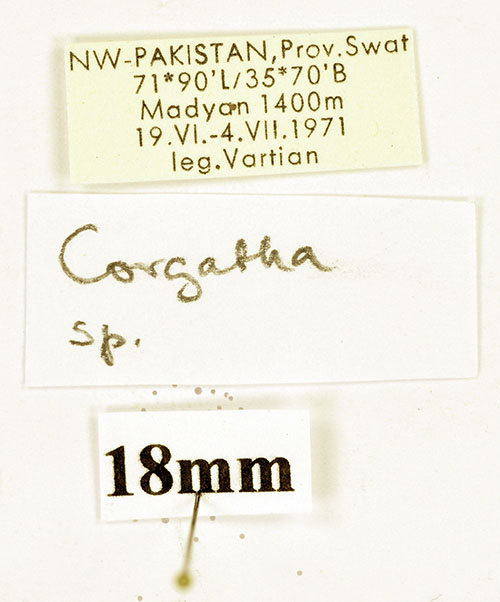 NW-PAKISTAN,Prov.Swat
71*90'L/35*70'B
Madyan 1400m
19.VI.-4.VII.1971
leg.Vartian
Corgatha
sp.
18mm